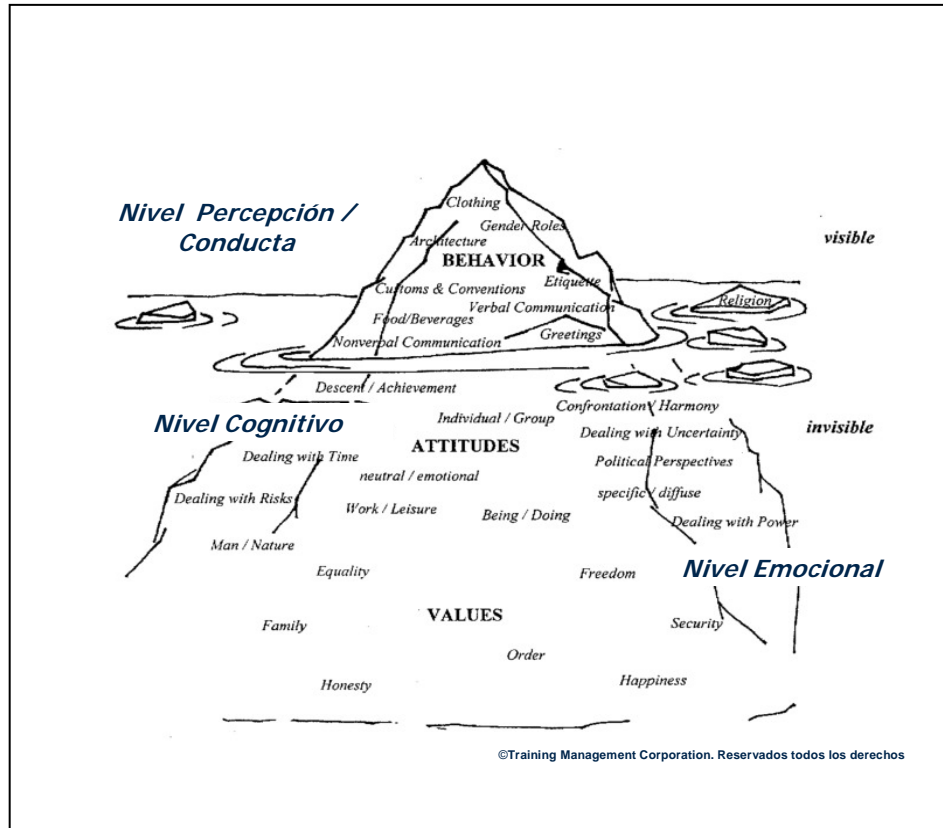 Clothing
Nivel Percepción /
Conducta
Gender Roles
Architecture
visible
BEHAVIOR
Etiquette
Customs & Conventions
Religion
Verbal Communication
Food/Beverages
Greetings
Nonverbal Communication
Descent / Achievement
Confrontation / Harmony
Individual / Group
Nivel Cognitivo
invisible
Dealing with Uncertainty
ATTITUDES
Dealing with Time
Political Perspectives
neutral / emotional
specific / diffuse
Dealing with Risks
Work / Leisure
Being / Doing
Dealing with Power
Man / Nature
Equality
Freedom
Nivel Emocional
VALUES
Family
Security
Order
Honesty
Happiness
©Training Management Corporation. Reservados todos los derechos